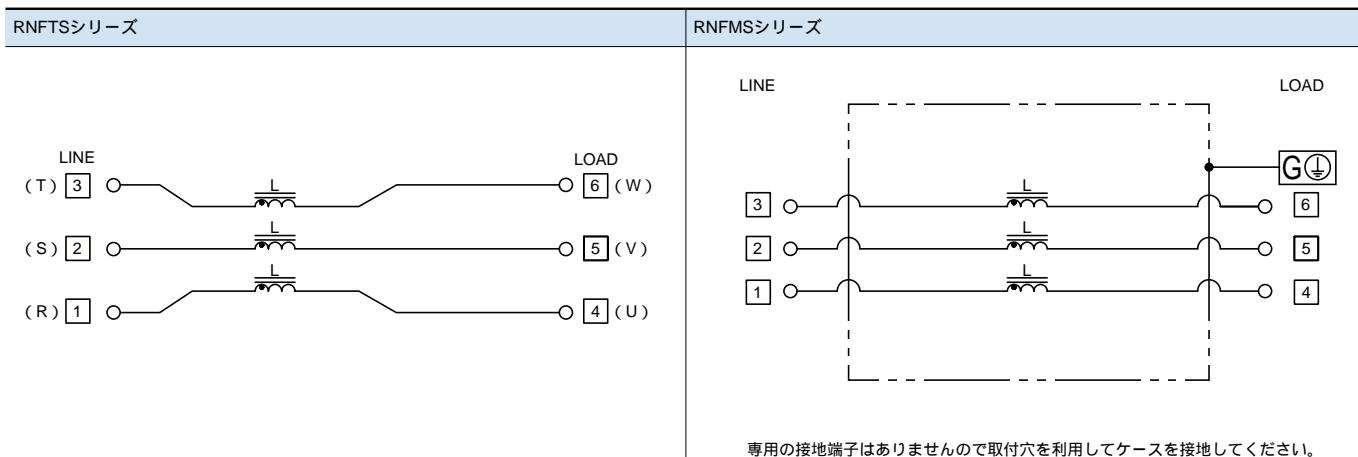 RNFTSシリーズ
LINE
LOAD
(T) 3 L 6 (W)
(S) 2 L 5 (V)
(R) 1 L 4 (U)
RNFMSシリーズ
LINE
LOAD
G
3 L 6
2 L 5
1 L 4
専用の接地端子はありませんので取付穴を利用してケースを接地してください。